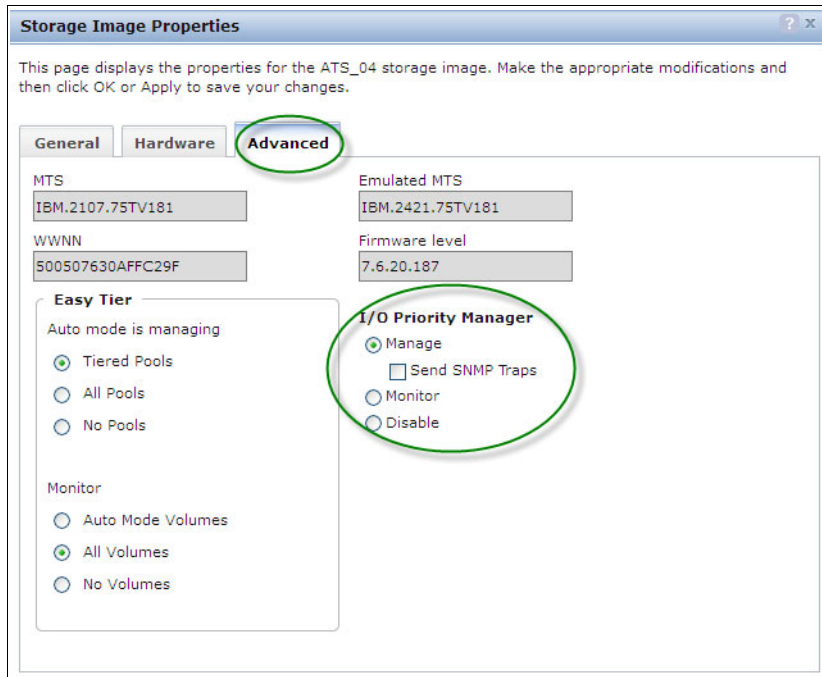 Storage Image Properties
? x
This page displays the properties for the ATS_04 storage image. Make the appropriate modifications and
then click OK or Apply to save your changes.
General Hardware Advanced
MTS
IBM.2107.75TV181
Emulated MTS
IBM.2421.75TV181
WWNN
500507630AFFC29F
Firmware level
7.6.20.187
Easy Tier
Auto mode is managing
Tiered Pools
All Pools
No Pools
Monitor
Auto Mode Volumes
All Volumes
No Volumes
I/O Priority Manager
Manage
Send SNMP Traps
Monitor
Disable